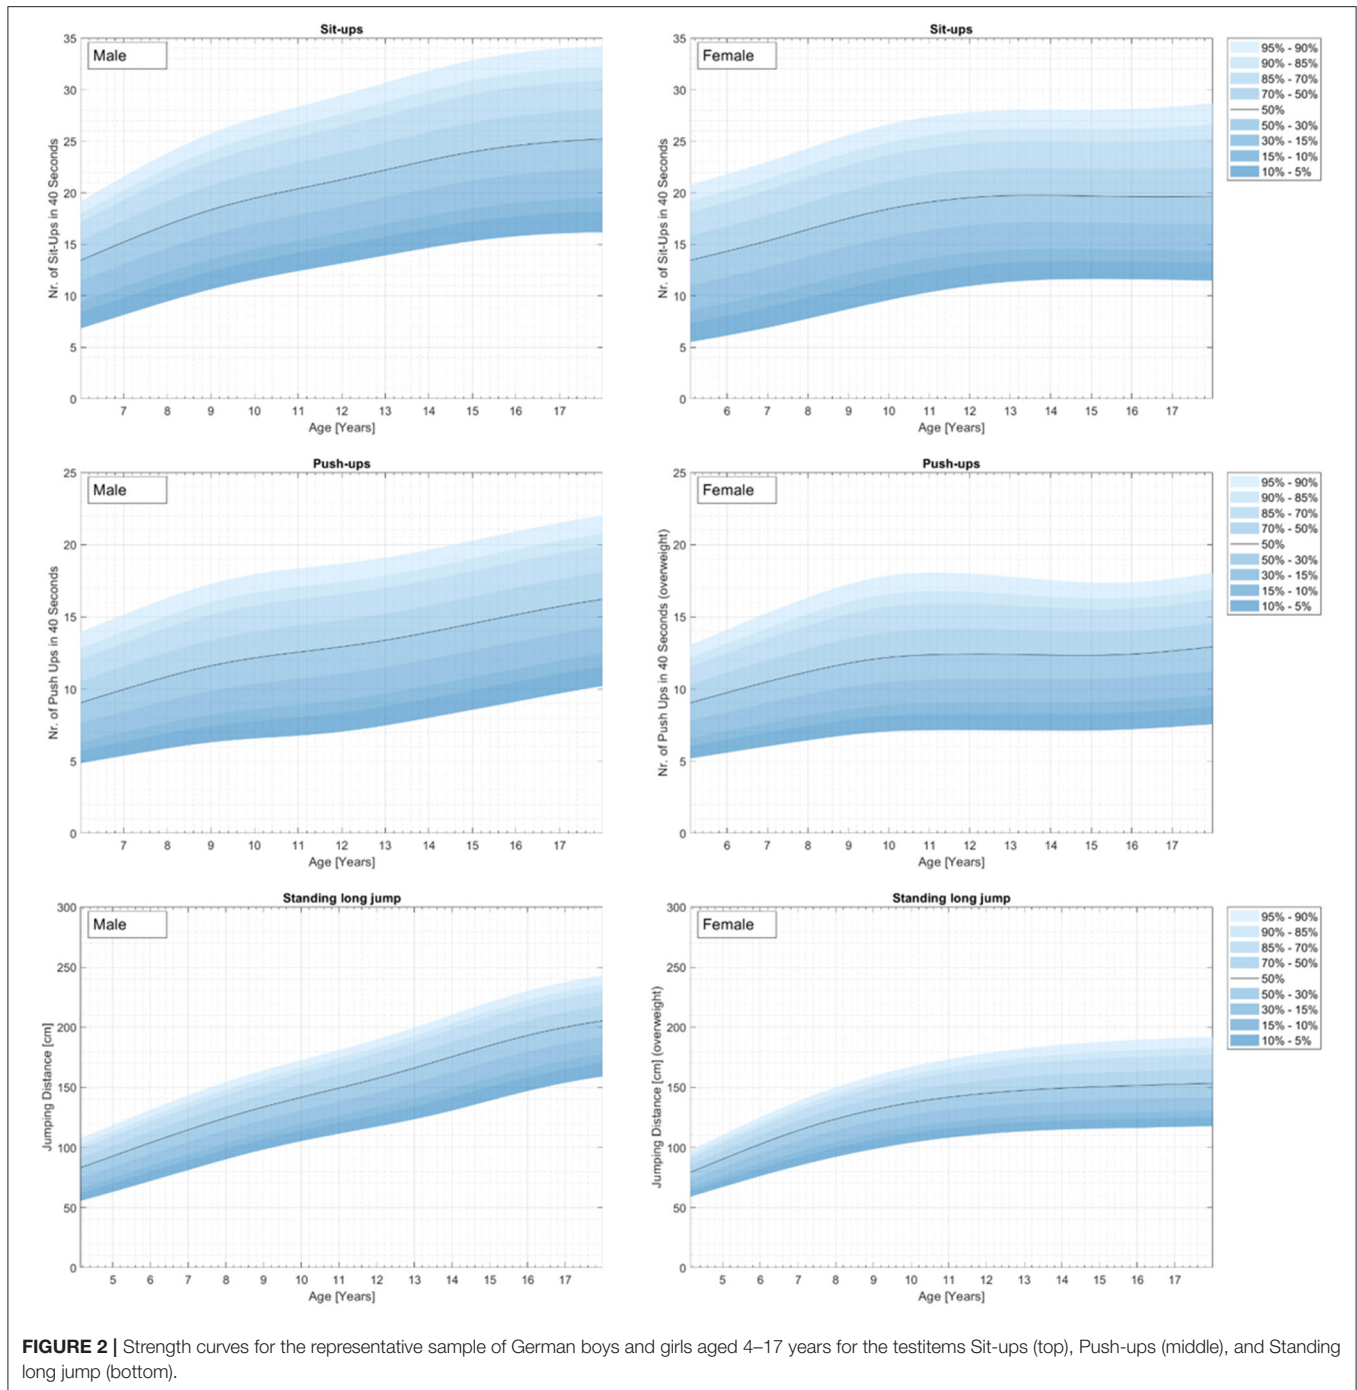 Sit-ups
Male
35
30
25
20
15
10
5
0
Nr. of Sit-Ups in 40 Seconds
7 8 9 10 11 12 13 14 15 16 17
Age [Years]
Sit-ups
Female
35
30
25
20
15
10
5
0
Nr. of Sit-Ups in 40 Seconds
6 7 8 9 10 11 12 13 14 15 16 17
Age [Years]
95% - 90%
90% - 85%
85% - 70%
70% - 50%
50%
50% - 30%
30% - 15%
15% - 10%
10% - 5%
Push-ups
Male
25
20
15
10
5
0
Nr. of Push Ups in 40 Seconds
7 8 9 10 11 12 13 14 15 16 17
Age [Years]
Push-ups
Female
25
20
15
10
5
0
Nr. of Push Ups in 40 Seconds (overweight)
6 7 8 9 10 11 12 13 14 15 16 17
Age [Years]
95% - 90%
90% - 85%
85% - 70%
70% - 50%
50%
50% - 30%
30% - 15%
15% - 10%
10% - 5%
Standing long jump
Male
300
250
200
150
100
50
0
Jumping Distance [cm]
5 6 7 8 9 10 11 12 13 14 15 16 17
Age [Years]
Standing long jump
Female
300
250
200
150
100
50
0
Jumping Distance [cm] (overweight)
5 6 7 8 9 10 11 12 13 14 15 16 17
Age [Years]
95% - 90%
90% - 85%
85% - 70%
70% - 50%
50%
50% - 30%
30% - 15%
15% - 10%
10% - 5%
FIGURE 2 | Strength curves for the representative sample of German boys and girls aged 4–17 years for the testitems Sit-ups (top), Push-ups (middle), and Standing
long jump (bottom).